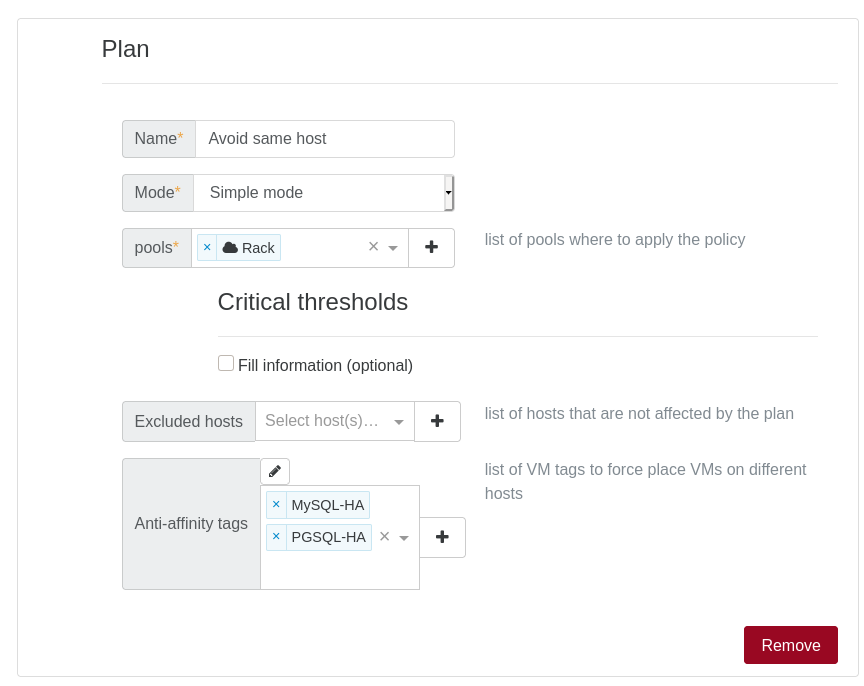 Plan
Name* Avoid same host
Mode* Simple mode
pools* × Rack × +
list of pools where to apply the policy
Critical thresholds
Fill information (optional)
Excluded hosts Select host(s)... +
list of hosts that are not affected by the plan
Anti-affinity tags
× MySQL-HA
× PGSQL-HA × +
list of VM tags to force place VMs on different
hosts
Remove